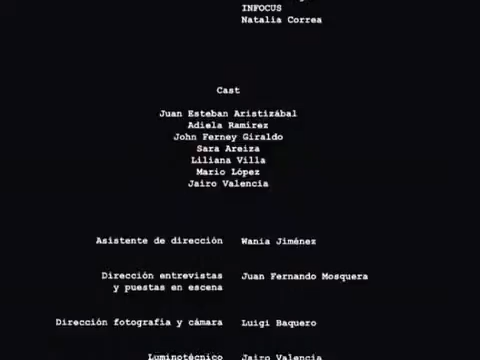 INFOCUS
Natalia Correa
Cast
Juan Esteban Aristizábal
Adiela Ramírez
John Ferney Giraldo
Sara Areiza
Liliana Villa
Mario López
Jairo Valencia
Asistente de dirección Wania Jiménez
Dirección entrevistas Juan Fernando Mosquera
y puestas en escena
Dirección fotografía y cámara Luigi Baquero
Luminotécnico Jairo Valencia